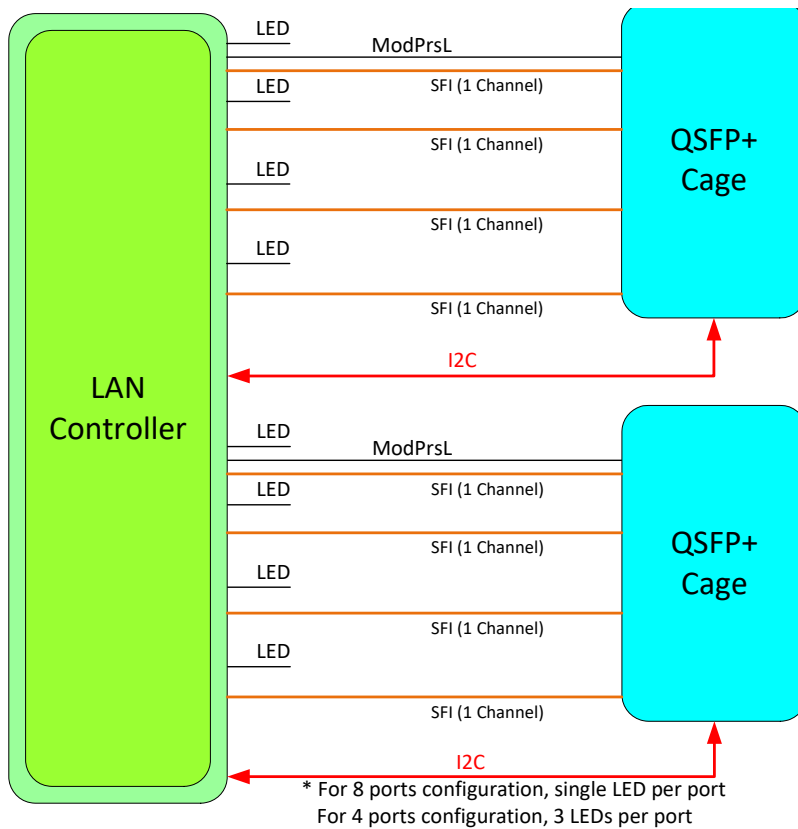 LED
ModPrsL
SFI (1 Channel)
LED
SFI (1 Channel)
QSFP+
Cage
LED
SFI (1 Channel)
LED
SFI (1 Channel)
I2C
LAN
Controller
LED
ModPrsL
SFI (1 Channel)
LED
SFI (1 Channel)
QSFP+
Cage
LED
SFI (1 Channel)
LED
SFI (1 Channel)
I2C
* For 8 ports configuration, single LED per port
For 4 ports configuration, 3 LEDs per port